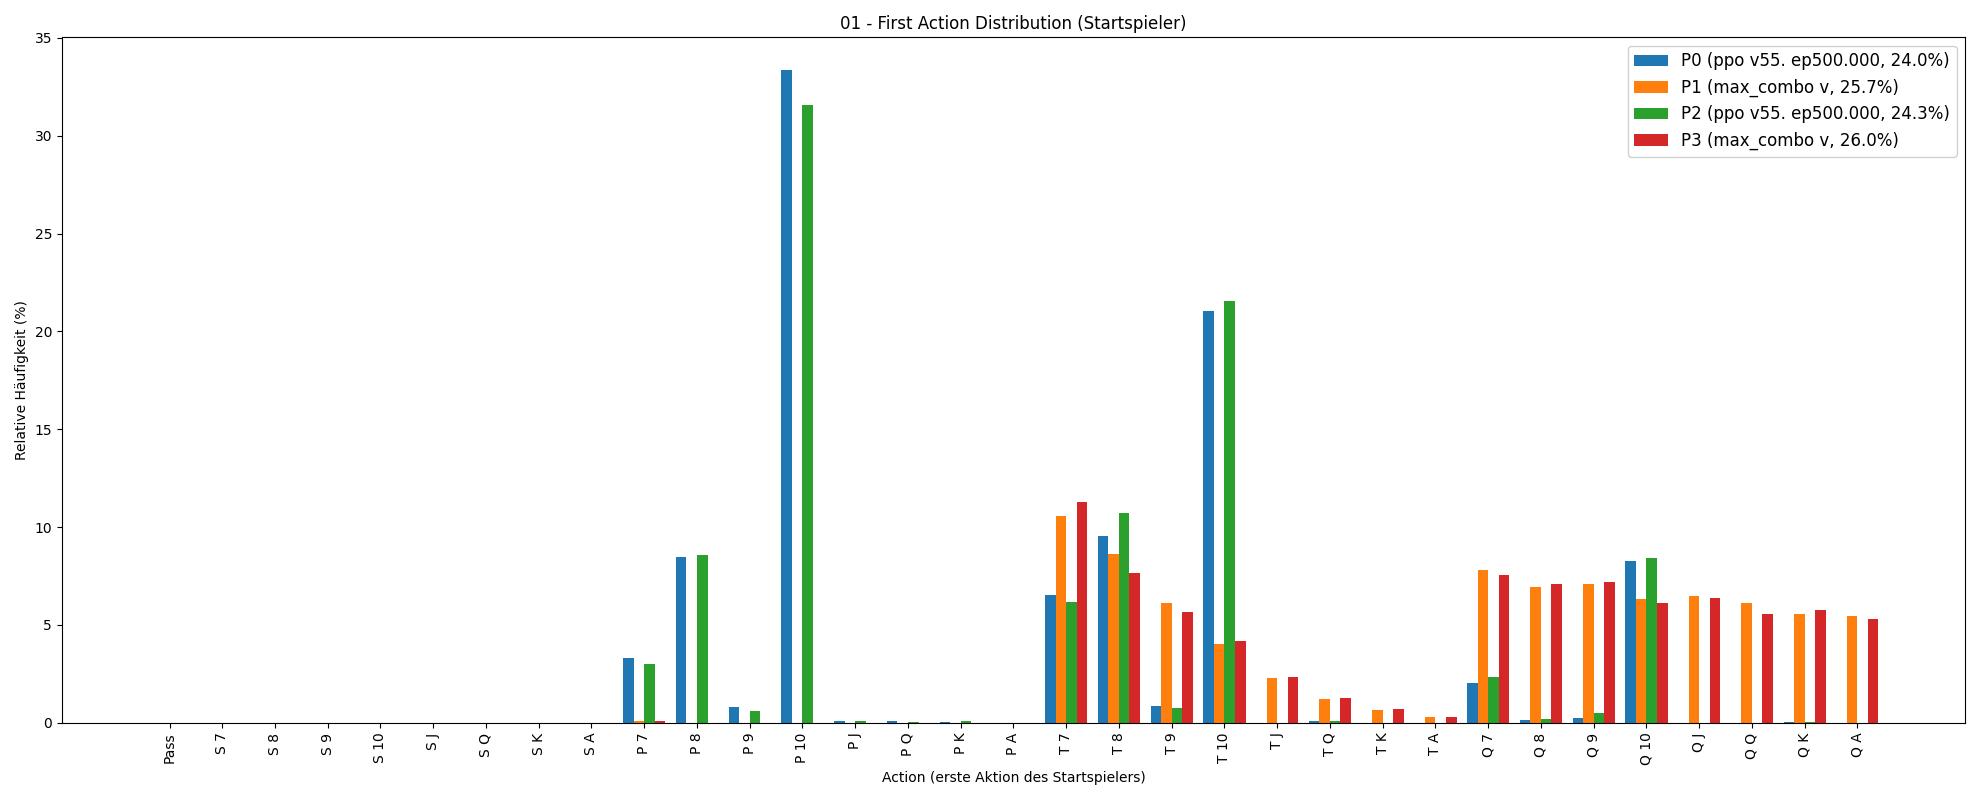 01 - First Action Distribution (Startspieler)
P0 (ppo v55. ep500.000, 24.0%)
P1 (max_combo v, 25.7%)
P2 (ppo v55. ep500.000, 24.3%)
P3 (max_combo v, 26.0%)
Relative Häufigkeit (%)
35
30
25
20
15
10
5
0
Pass
S 7
S 8
S 9
S 10
S J
S Q
S K
S A
P 7
P 8
P 9
P 10
P J
P Q
P K
P A
T 7
T 8
T 9
T 10
T J
T Q
T K
T A
Q 7
Q 8
Q 9
Q 10
Q J
Q Q
Q K
Q A
Action (erste Aktion des Startspielers)